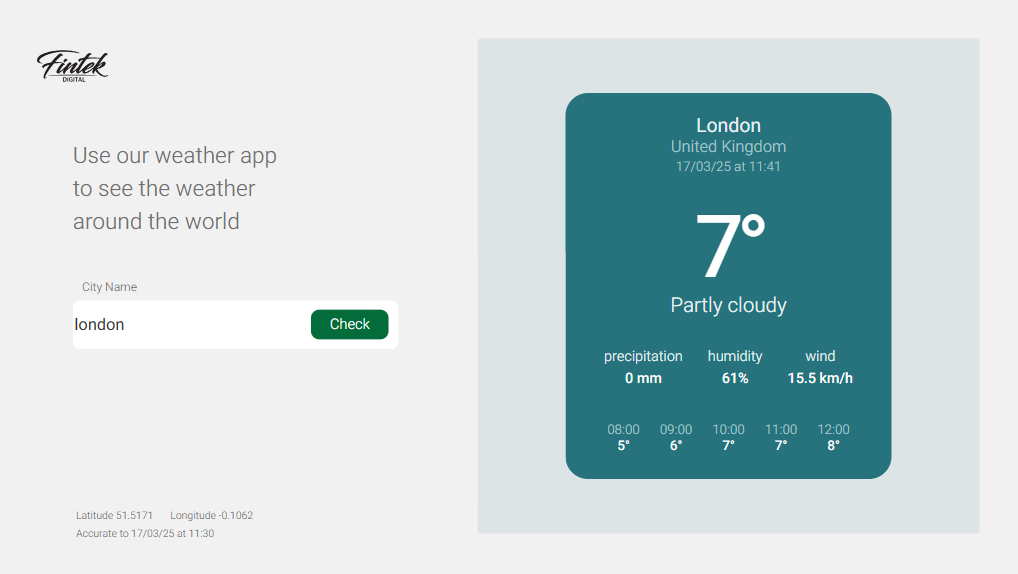 Fintek
DIGITAL
Use our weather app
to see the weather
around the world
City Name
london
Check
Latitude 51.5171 Longitude -0.1062
Accurate to 17/03/25 at 11:30
London
United Kingdom
17/03/25 at 11:41
7°
Partly cloudy
precipitation humidity wind
0 mm 61% 15.5 km/h
08:00 09:00 10:00 11:00 12:00
5° 6° 7° 7° 8°